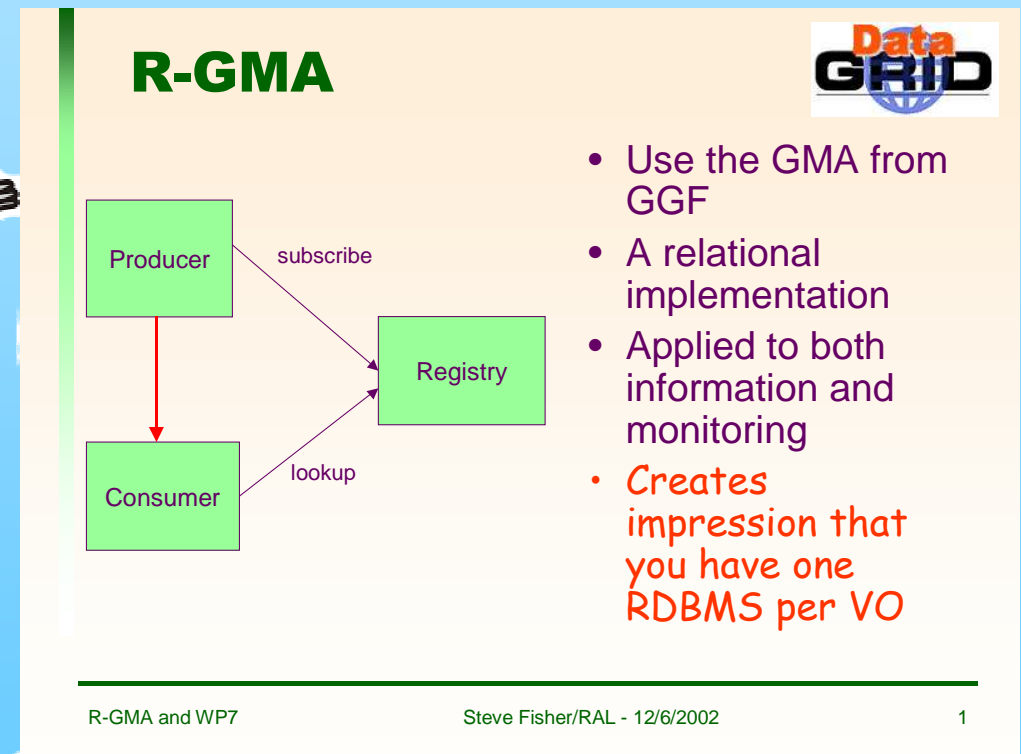 R-GMA
Data
GRID
Producer
subscribe
Registry
Consumer
lookup
• Use the GMA from
GGF
• A relational
implementation
• Applied to both
information and
monitoring
• Creates
impression that
you have one
RDBMS per VO
R-GMA and WP7
Steve Fisher/RAL - 12/6/2002
1